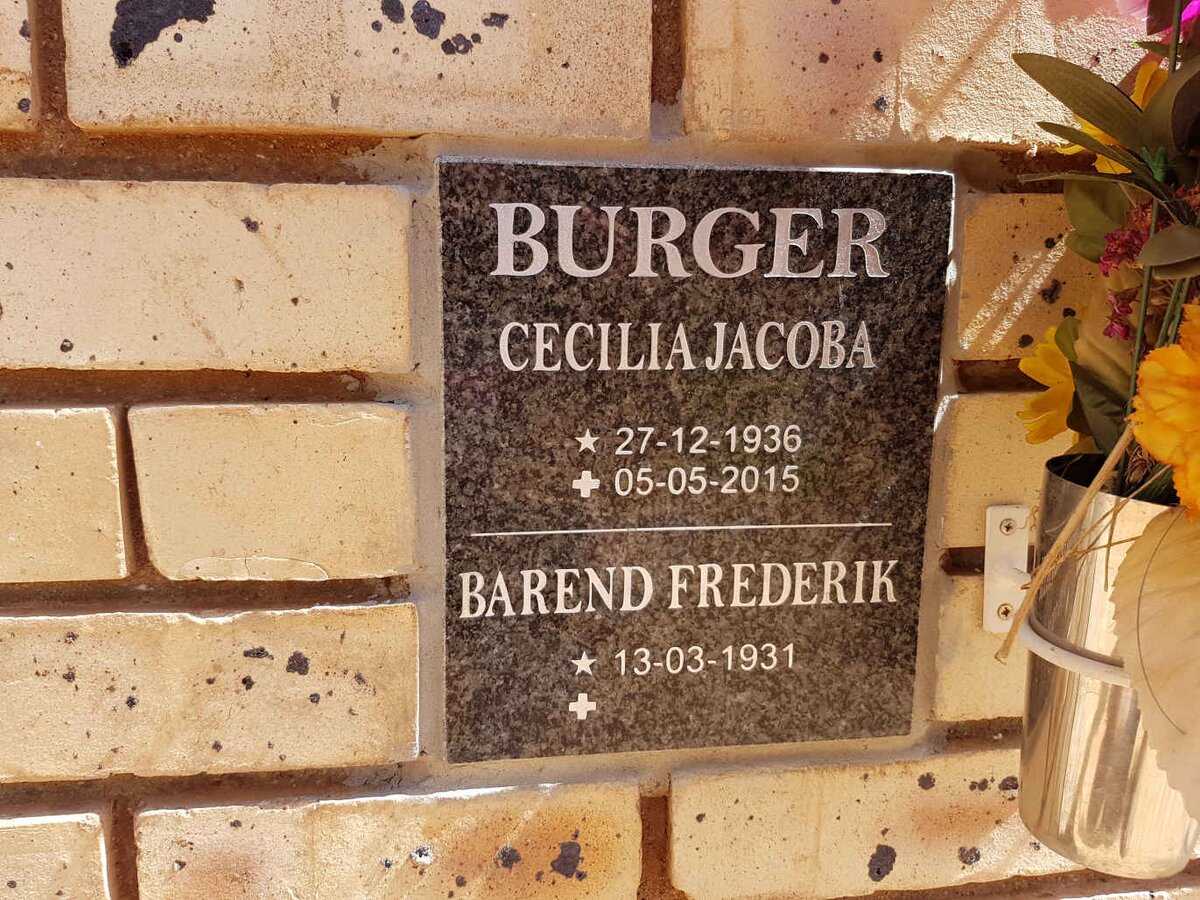 BURGER
CECILIA JACOBA
★ 27-12-1936
✚ 05-05-2015
BAREND FREDERIK
★ 13-03-1931
✚